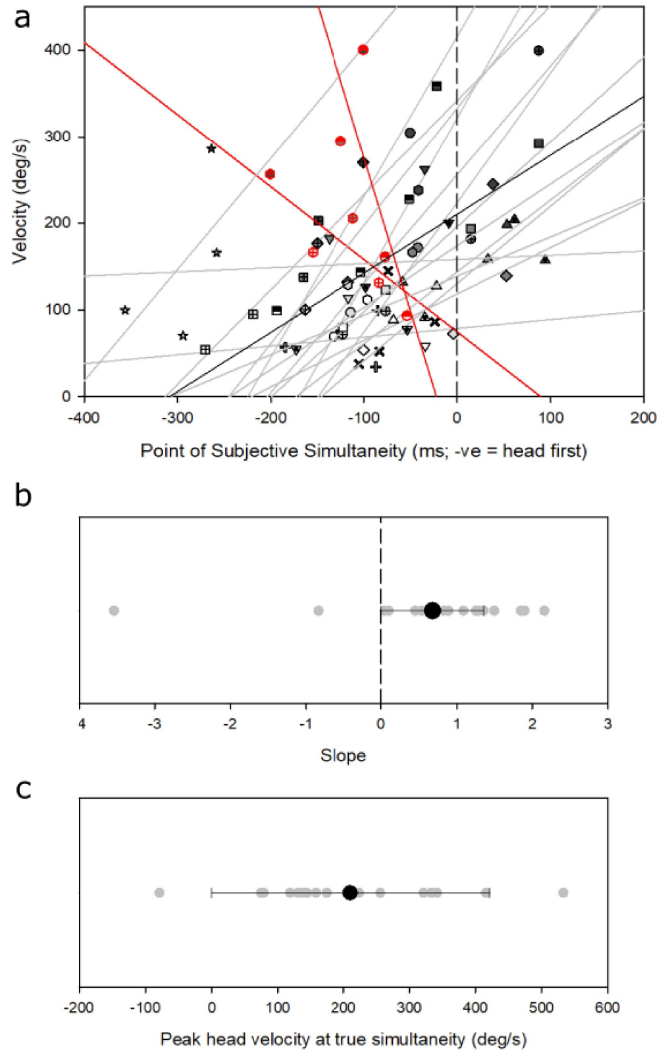 a
400
300
200
100
0
Velocity (deg/s)
-400 -300 -200 -100 0 100 200
Point of Subjective Simultaneity (ms; -ve = head first)
b
4 -3 -2 -1 0 1 2 3
Slope
c
-200 -100 0 100 200 300 400 500 600
Peak head velocity at true simultaneity (deg/s)